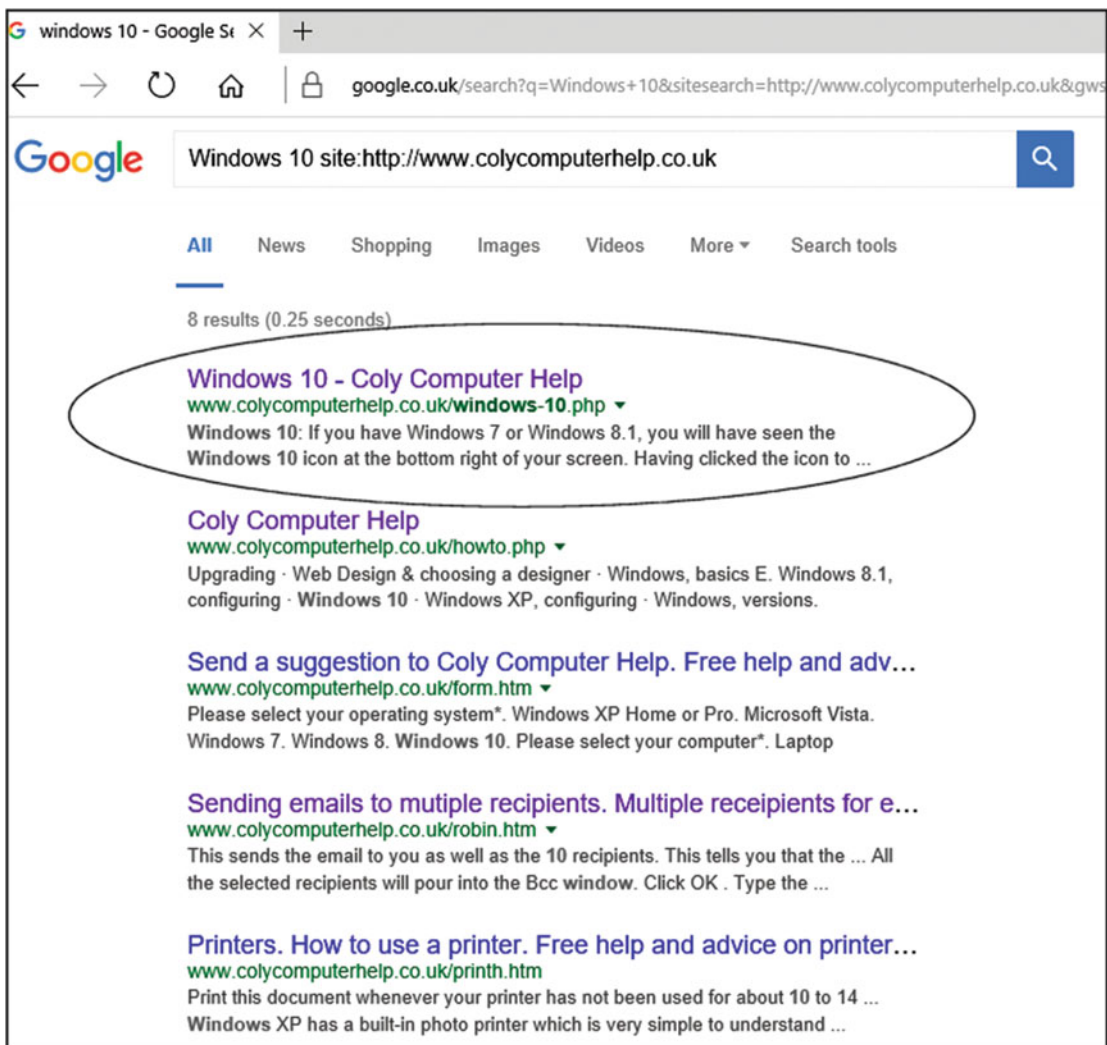 windows 10 - Google Se
google.co.uk/search?q=Windows+10&sitesearch=http://www.colycomputerhelp.co.uk&gws
Google Windows 10 site:http://www.colycomputerhelp.co.uk
All News Shopping Images Videos More Search tools
8 results (0.25 seconds)
Windows 10 - Coly Computer Help
www.colycomputerhelp.co.uk/windows-10.php
Windows 10: If you have Windows 7 or Windows 8.1, you will have seen the
Windows 10 icon at the bottom right of your screen. Having clicked the icon to ...
Coly Computer Help
www.colycomputerhelp.co.uk/howto.php
Upgrading · Web Design & choosing a designer · Windows, basics E. Windows 8.1,
configuring · Windows 10 · Windows XP, configuring · Windows, versions.
Send a suggestion to Coly Computer Help. Free help and adv...
www.colycomputerhelp.co.uk/form.htm
Please select your operating system*. Windows XP Home or Pro. Microsoft Vista.
Windows 7. Windows 8. Windows 10. Please select your computer*. Laptop
Sending emails to mutiple recipients. Multiple receipients for e...
www.colycomputerhelp.co.uk/robin.htm
This sends the email to you as well as the 10 recipients. This tells you that the ... All
the selected recipients will pour into the Bcc window. Click OK . Type the ...
Printers. How to use a printer. Free help and advice on printer...
www.colycomputerhelp.co.uk/printh.htm
Print this document whenever your printer has not been used for about 10 to 14 ...
Windows XP has a built-in photo printer which is very simple to understand ...